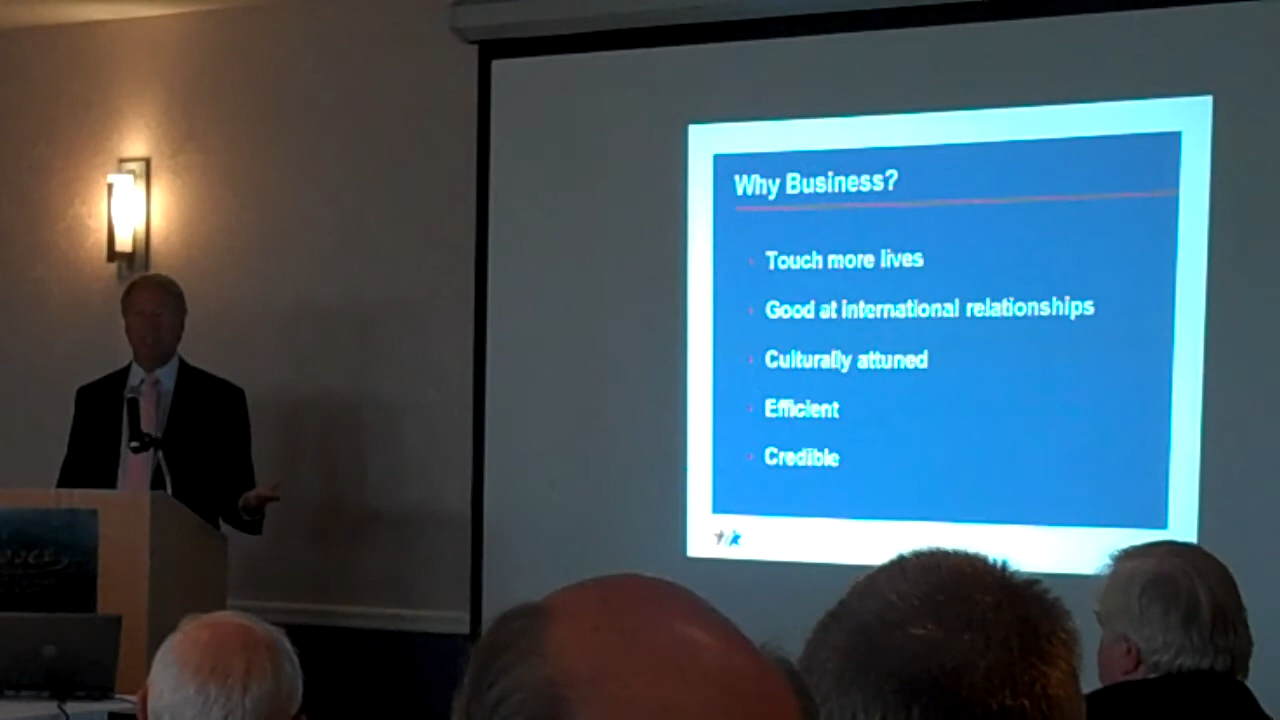 Why Business?
Touch more lives
Good at international relationships
Culturally attuned
Efficient
Credible